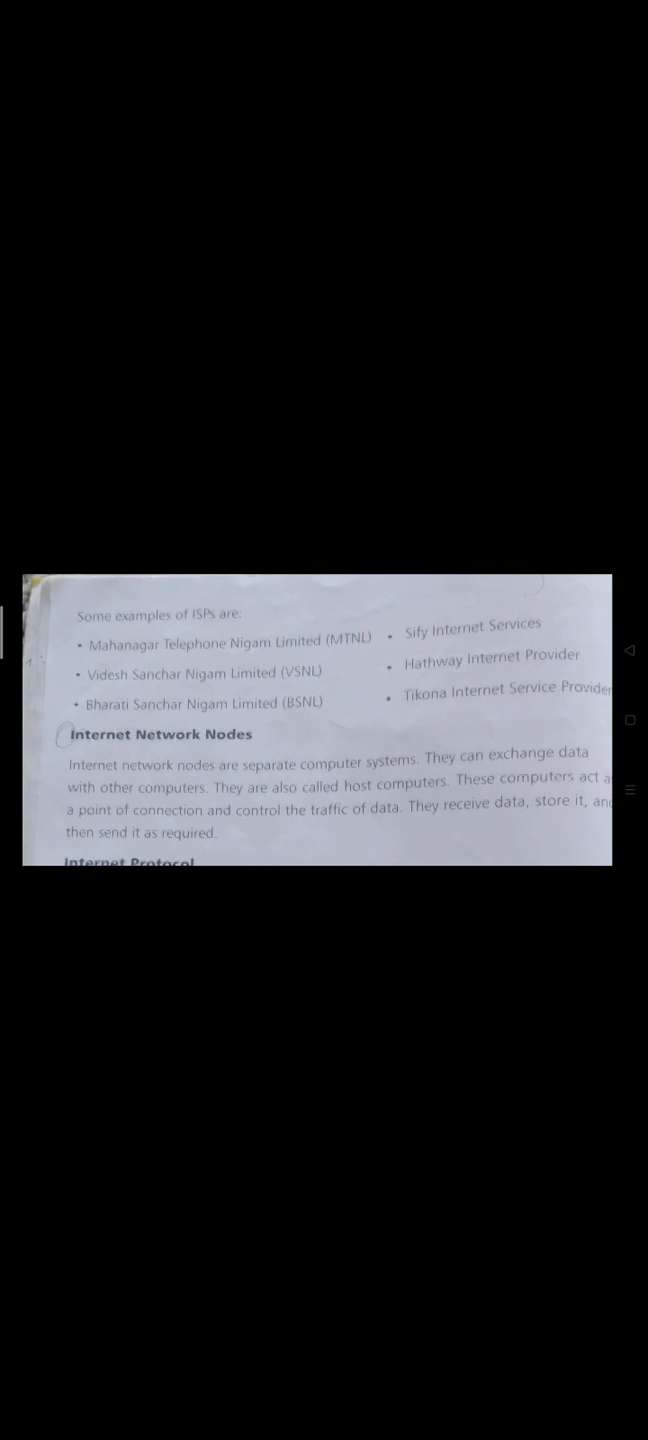 Some examples of ISPs are:
• Mahanagar Telephone Nigam Limited (MTNL)
• Videsh Sanchar Nigam Limited (VSNL)
• Bharati Sanchar Nigam Limited (BSNL)
• Sify Internet Services
• Hathway Internet Provider
• Tikona Internet Service Provider
Internet Network Nodes
Internet network nodes are separate computer systems. They can exchange data
with other computers. They are also called host computers. These computers act
a point of connection and control the traffic of data. They receive data, store it,
then send it as required.
Internet Protocol